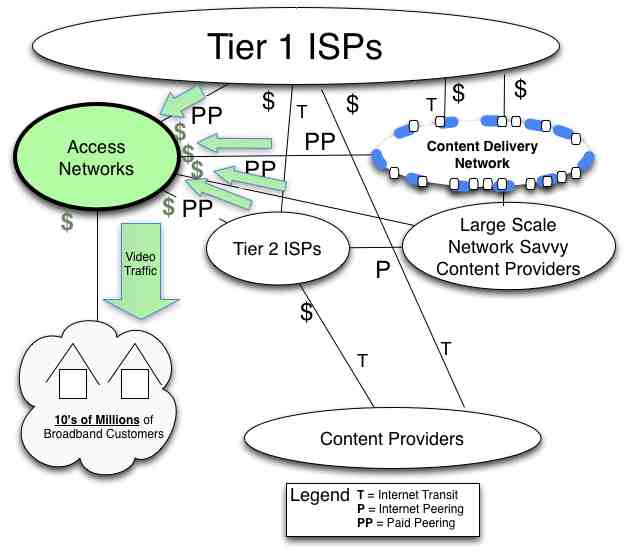 Tier 1 ISPs
$
T
$
T
$
$
PP
$
Access
Networks
$
PP
Content Delivery
Network
$
PP
$
PP
$
Large Scale
Network Savvy
Content Providers
Tier 2 ISPs
Video
Traffic
P
$
T
T
10's of Millions of
Broadband Customers
Content Providers
Legend
T = Internet Transit
P = Internet Peering
PP = Paid Peering